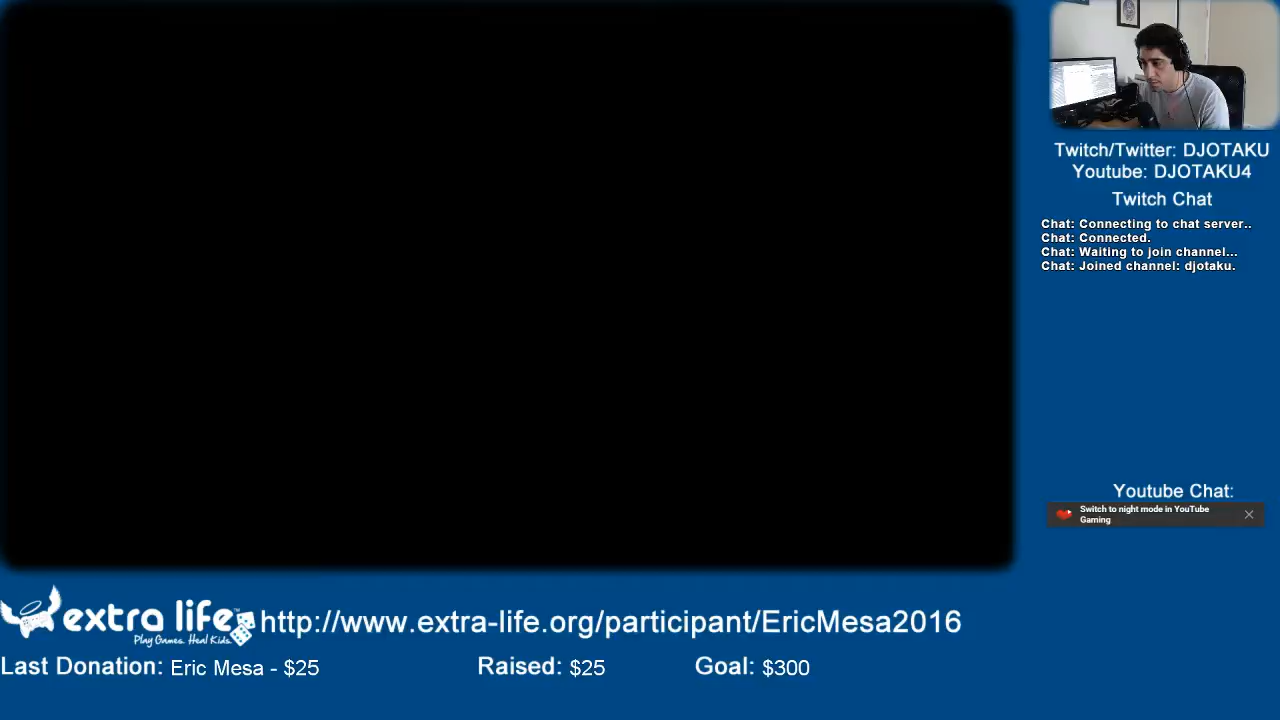 Twitch/Twitter: DJOTAKU
Youtube: DJOTAKU4
Twitch Chat
Chat: Connecting to chat server..
Chat: Connected.
Chat: Waiting to join channel...
Chat: Joined channel: djotaku.
Youtube Chat:
Switch to night mode in YouTube
Gaming
extra life
Play Games. Heal Kids.
http://www.extra-life.org/participant/EricMesa2016
Last Donation: Eric Mesa - $25
Raised: $25
Goal: $300